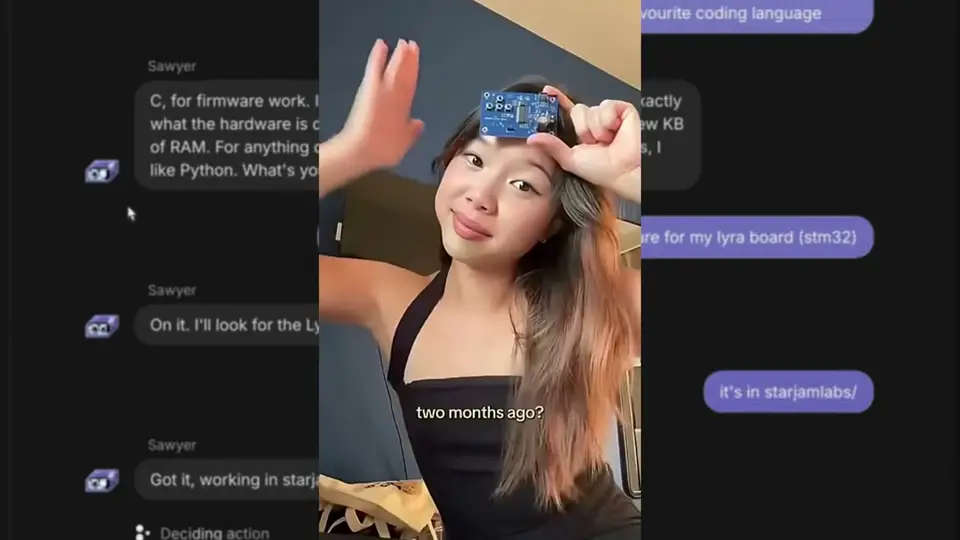 vourite coding language
Sawyer
C, for firmware work. I
xactly
what the hardware is
ew KB
of RAM. For anything
s, I
like Python. What's yo
re for my lyra board (stm32)
Sawyer
On it. I'll look for the Ly
it's in starjamlabs/
two months ago?
Sawyer
Got it, working in starja
Deciding action